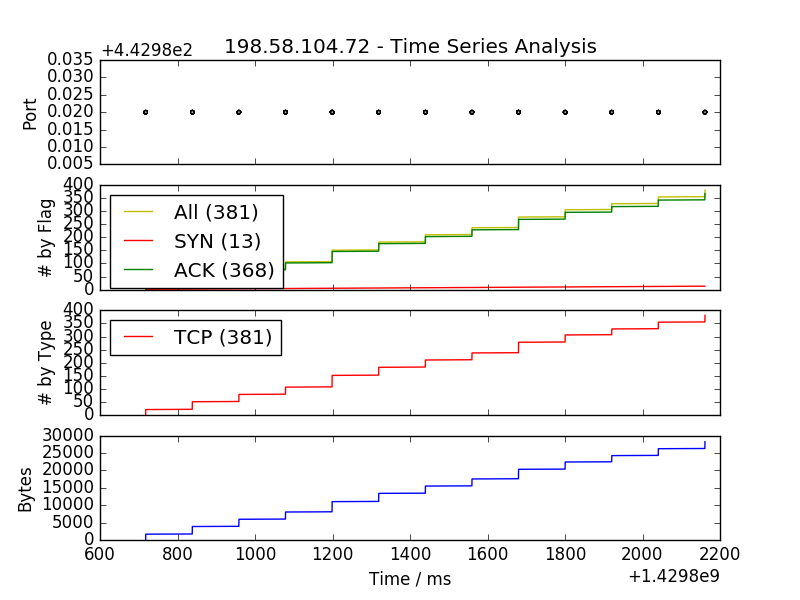 198.58.104.72 - Time Series Analysis
+4.4298e2
0.035
0.030
0.025
0.020
0.015
0.010
0.005
Port
400
350
300
250
200
150
100
50
0
# by Flag
All (381)
SYN (13)
ACK (368)
400
350
300
250
200
150
100
50
0
# by Type
TCP (381)
30000
25000
20000
15000
10000
5000
0
Bytes
600 800 1000 1200 1400 1600 1800 2000 2200
Time / ms
+1.4298e9